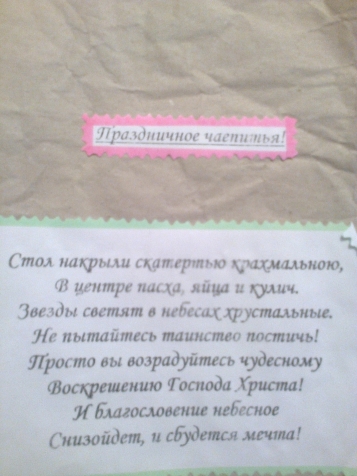 Праздничное чаепитья!
Стол накрыли скатертью крахмальною,
В центре пасха, яйца и кулич.
Звезды светят в небесах хрустальные.
Не пытайтесь таинство постичь!
Просто вы возрадуйтесь чудесному
Воскрешению Господа Христа!
И благословение небесное
Снизойдет, и сбудется мечта!